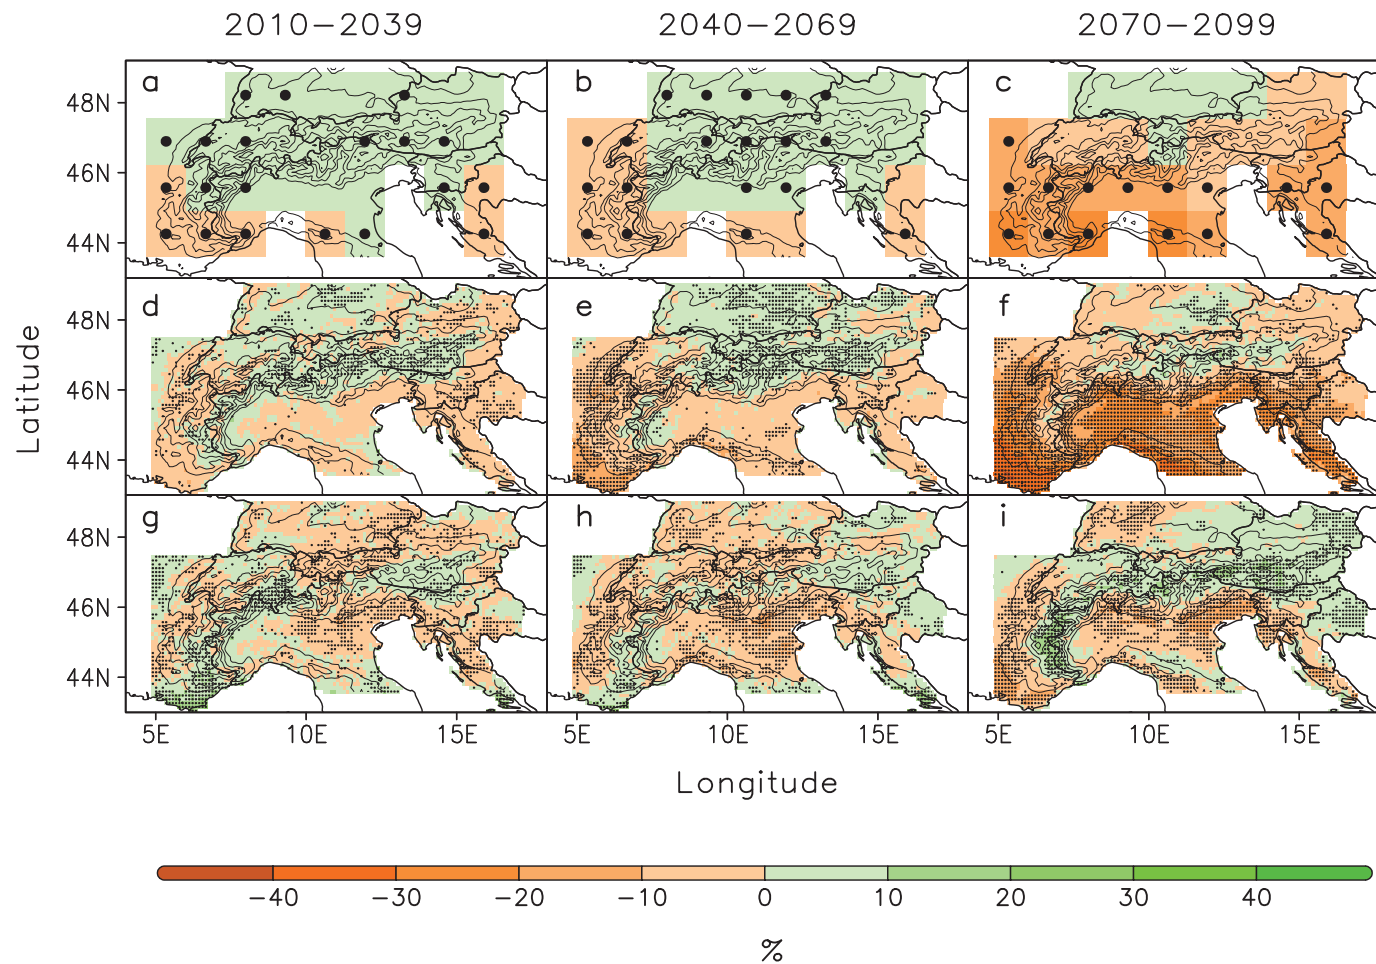 2010−2039 2040−2069 2070−2099
a b c
48N
46N
44N
d e f
48N
46N
44N
g h i
48N
46N
44N
5E 10E 15E 5E 10E 15E 5E 10E 15E
Latitude
Longitude
−40 −30 −20 −10 0 10 20 30 40
%